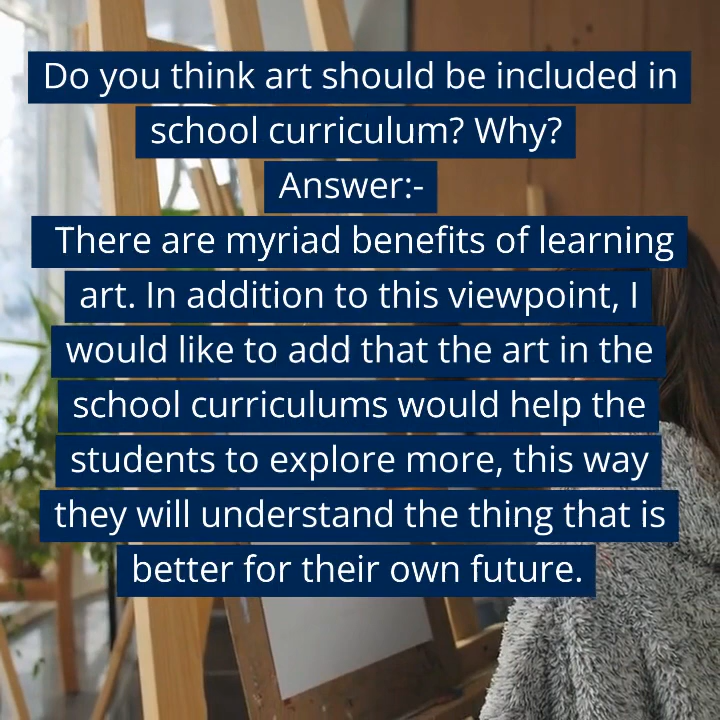 Do you think art should be included in
school curriculum? Why?
Answer:-
There are myriad benefits of learning
art. In addition to this viewpoint, I
would like to add that the art in the
school curriculums would help the
students to explore more, this way
they will understand the thing that is
better for their own future.